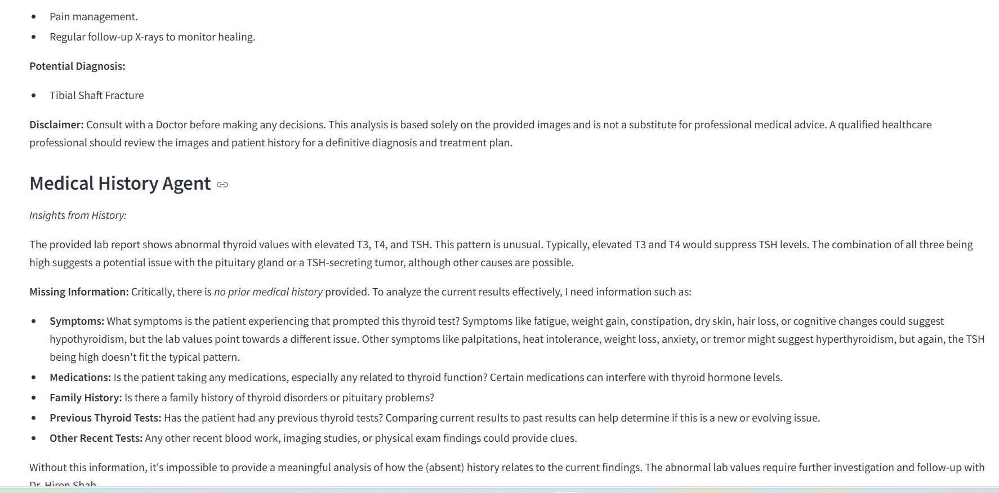 Pain management.
Regular follow-up X-rays to monitor healing.
Potential Diagnosis:
Tibial Shaft Fracture
Disclaimer: Consult with a Doctor before making any decisions. This analysis is based solely on the provided images and is not a substitute for professional medical advice. A qualified healthcare
professional should review the images and patient history for a definitive diagnosis and treatment plan.
Medical History Agent
Insights from History:
The provided lab report shows abnormal thyroid values with elevated T3, T4, and TSH. This pattern is unusual. Typically, elevated T3 and T4 would suppress TSH levels. The combination of all three being
high suggests a potential issue with the pituitary gland or a TSH-secreting tumor, although other causes are possible.
Missing Information: Critically, there is no prior medical history provided. To analyze the current results effectively, I need information such as:
Symptoms: What symptoms is the patient experiencing that prompted this thyroid test? Symptoms like fatigue, weight gain, constipation, dry skin, hair loss, or cognitive changes could suggest
hypothyroidism, but the lab values point towards a different issue. Other symptoms like palpitations, heat intolerance, weight loss, anxiety, or tremor might suggest hyperthyroidism, but again, the TSH
being high doesn't fit the typical pattern.
Medications: Is the patient taking any medications, especially any related to thyroid function? Certain medications can interfere with thyroid hormone levels.
Family History: Is there a family history of thyroid disorders or pituitary problems?
Previous Thyroid Tests: Has the patient had any previous thyroid tests? Comparing current results to past results can help determine if this is a new or evolving issue.
Other Recent Tests: Any other recent blood work, imaging studies, or physical exam findings could provide clues.
Without this information, it's impossible to provide a meaningful analysis of how the (absent) history relates to the current findings. The abnormal lab values require further investigation and follow-up with
Dr. Hiren Shah